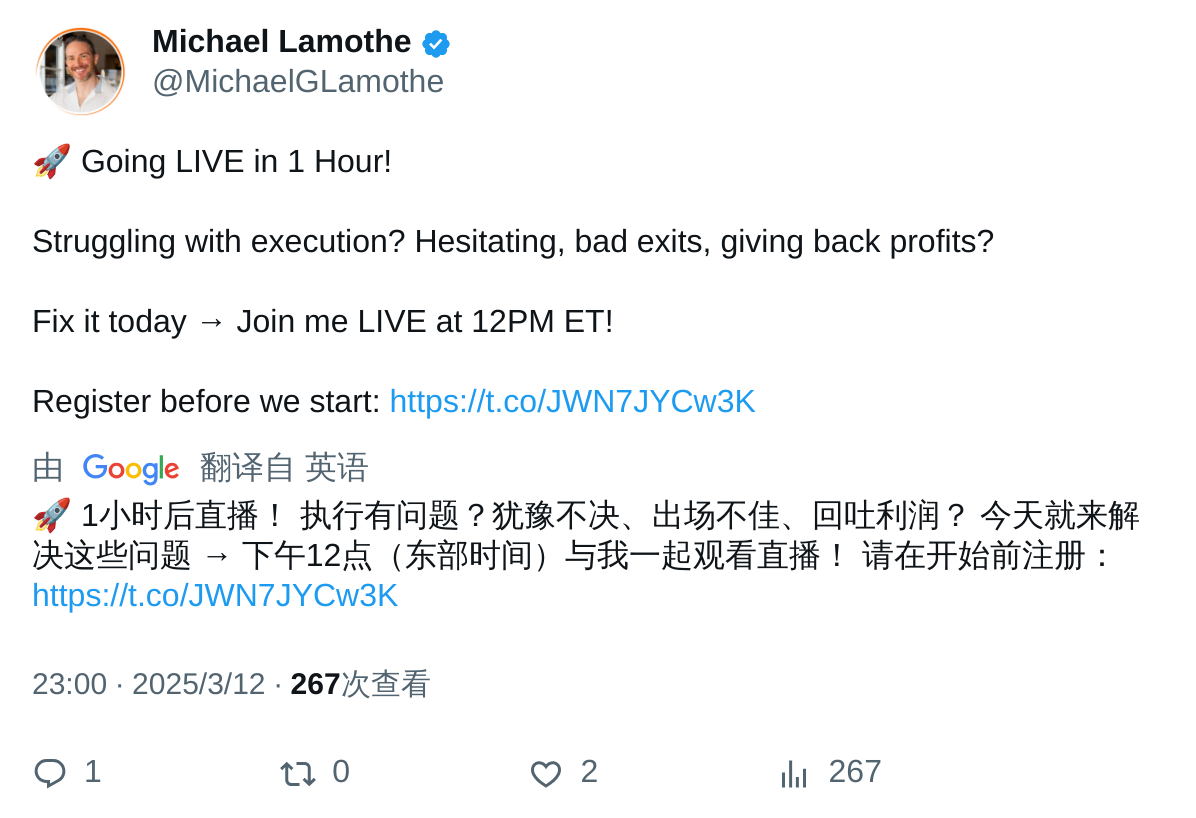 Michael Lamothe
@MichaelGLamothe
🚀 Going LIVE in 1 Hour!
Struggling with execution? Hesitating, bad exits, giving back profits?
Fix it today → Join me LIVE at 12PM ET!
Register before we start: https://t.co/JWN7JYCw3K
由 Google 翻译自 英语
🚀 1小时后直播！ 执行有问题？犹豫不决、出场不佳、回吐利润？ 今天就来解
决这些问题 → 下午12点（东部时间）与我一起观看直播！ 请在开始前注册：
https://t.co/JWN7JYCw3K
23:00 · 2025/3/12 · 267次查看
1 0 2 267